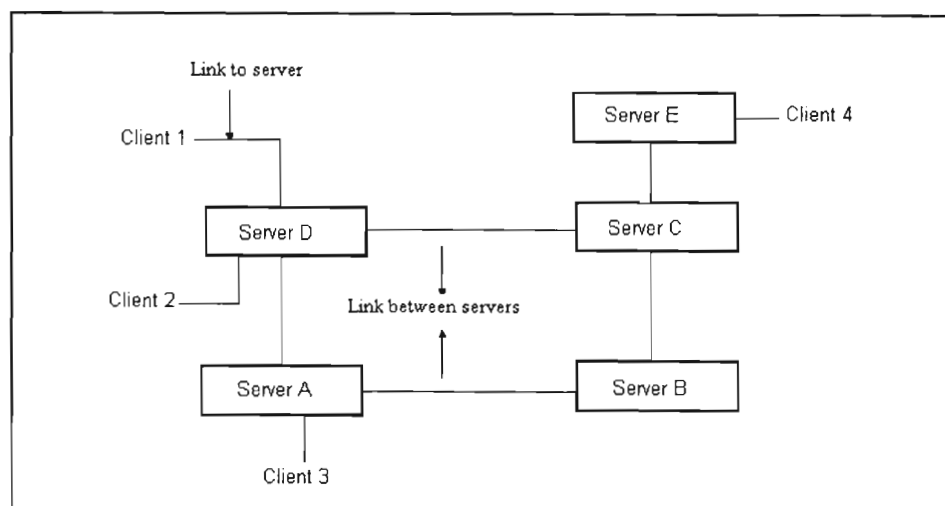 Link to server
Client 1
Server E
Client 4
Server D
Server C
Client 2
Link between servers
Server A
Server B
Client 3